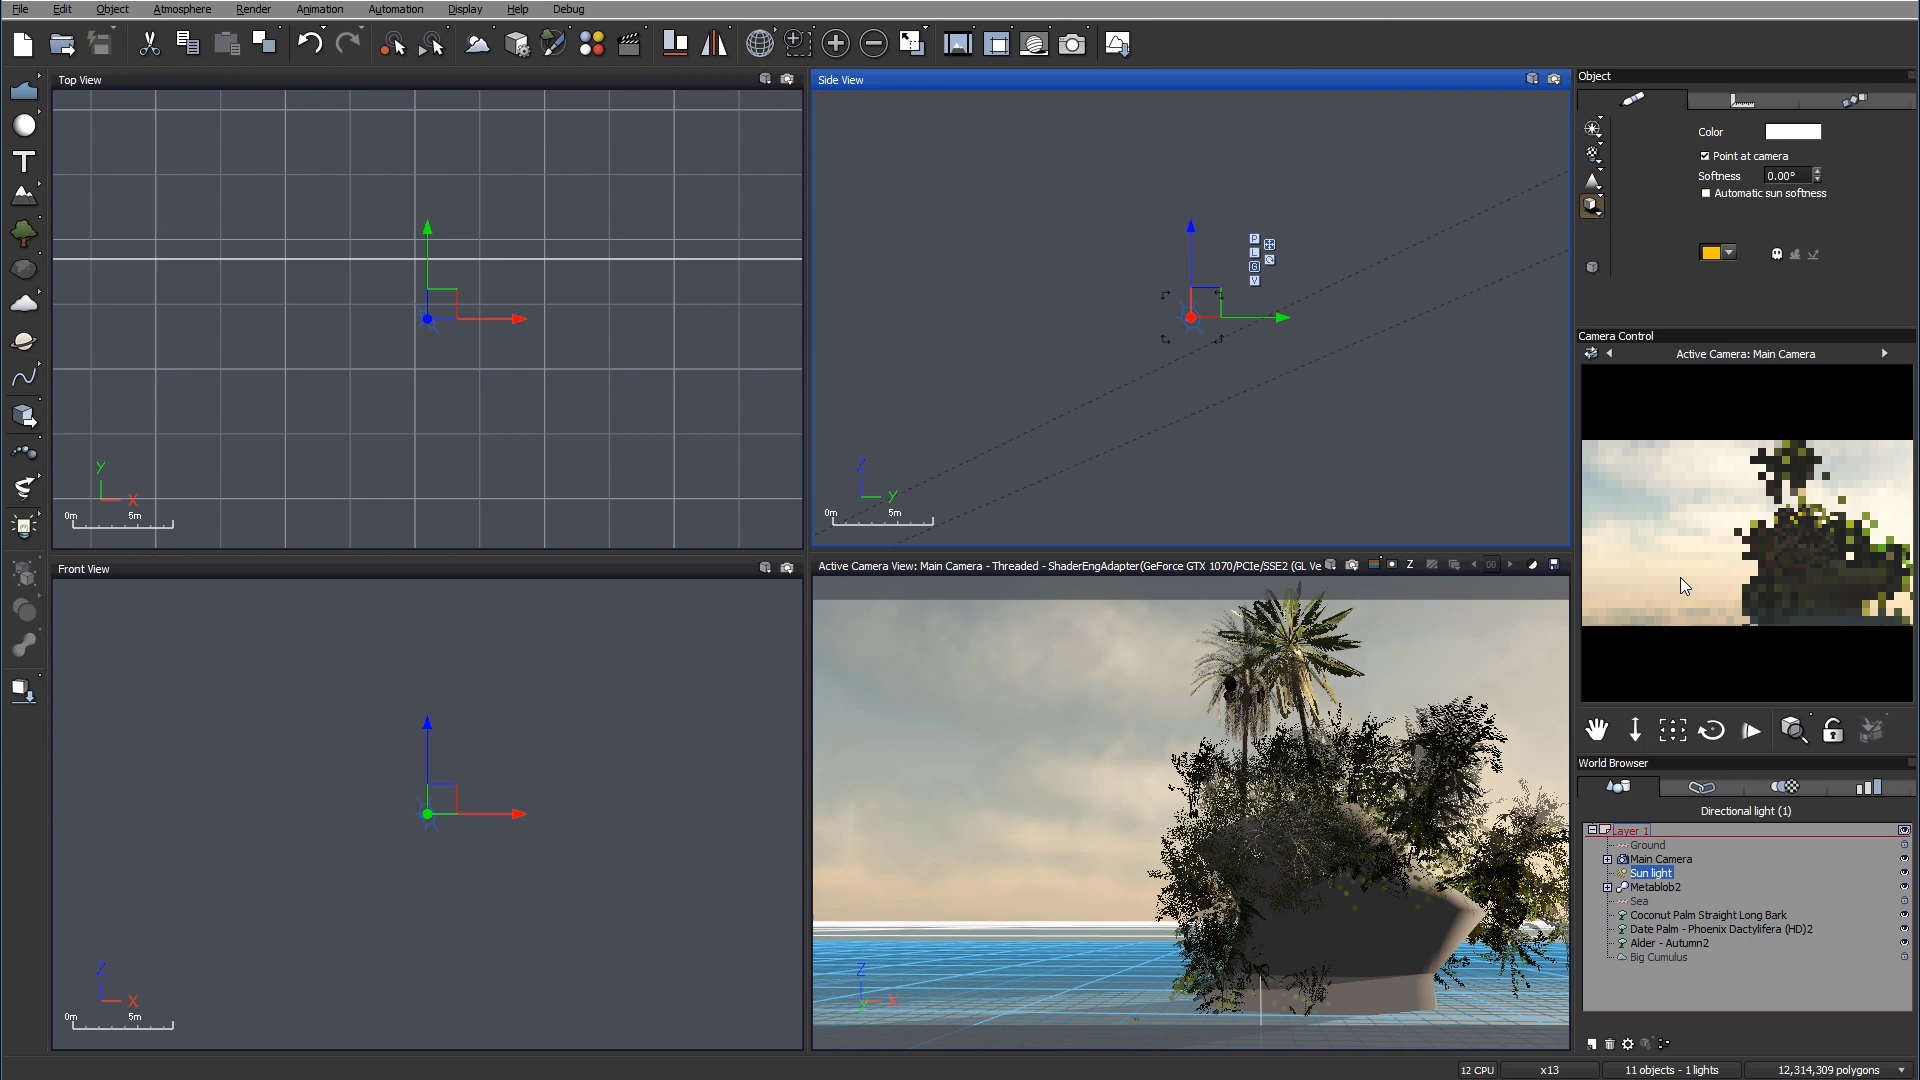 File Edit Object Atmosphere Render Animation Automation Display Help Debug
Top View
Side View
Object
Color
Point at camera
Softness 0.00°
Automatic sun softness
P
L
G
V
Camera Control
Active Camera: Main Camera
Y
X
0m 5m
Z
Y
0m 5m
Front View
Active Camera View: Main Camera - Threaded - ShaderEngAdapter(GeForce GTX 1070/PCIe/SSE2 (GL Ve
Z
00
World Browser
Directional light (1)
Layer 1
Ground
Main Camera
Sun light
Metablob2
Sea
Coconut Palm Straight Long Bark
Date Palm - Phoenix Dactylifera (HD)2
Alder - Autumn2
Big Cumulus
Z
X
0m 5m
Z
Y
X
12 CPU x13 11 objects - 1 lights 12,314,309 polygons